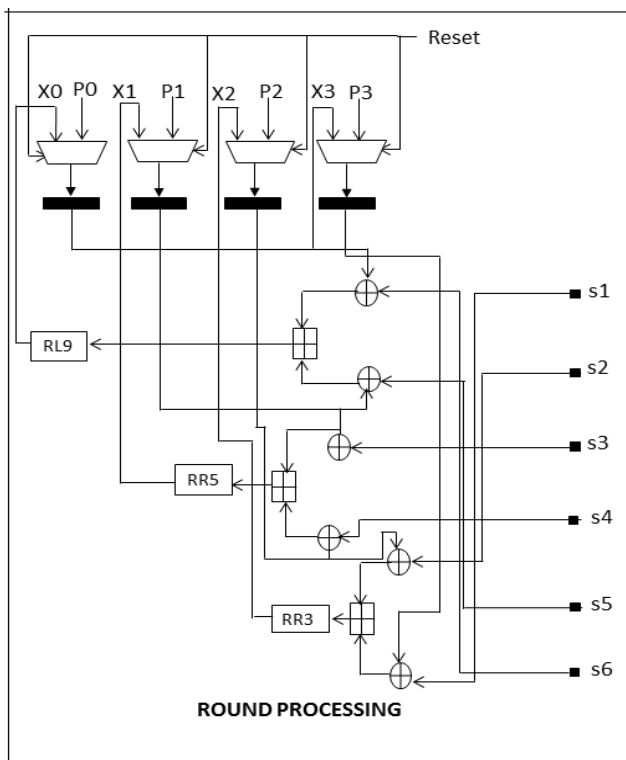 Reset
X0 P0 X1 P1 X2 P2 X3 P3
s1
RL9
s2
s3
RR5
s4
s5
RR3
s6
ROUND PROCESSING